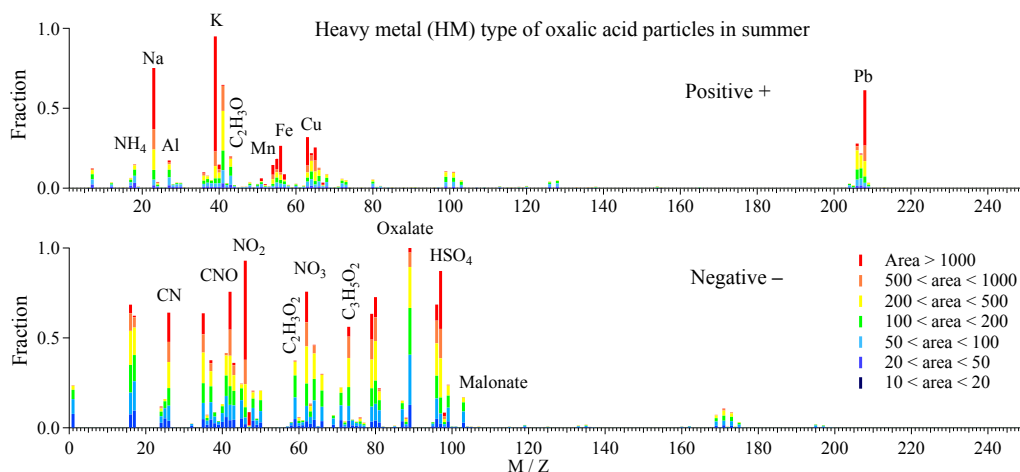 Heavy metal (HM) type of oxalic acid particles in summer
Positive +
Fraction
1.0
0.5
0.0
NH4
Na
Al
K
C2H3O
Mn
Fe
Cu
Pb
20 40 60 80 100 120 140 160 180 200 220 240
Negative –
Fraction
1.0
0.5
0.0
CN
CNO
NO2
C2H3O2
NO3
C3H5O2
Oxalate
HSO4
Malonate
Area > 1000
500 < area < 1000
200 < area < 500
100 < area < 200
50 < area < 100
20 < area < 50
10 < area < 20
20 40 60 80 100 120 140 160 180 200 220 240
M / Z